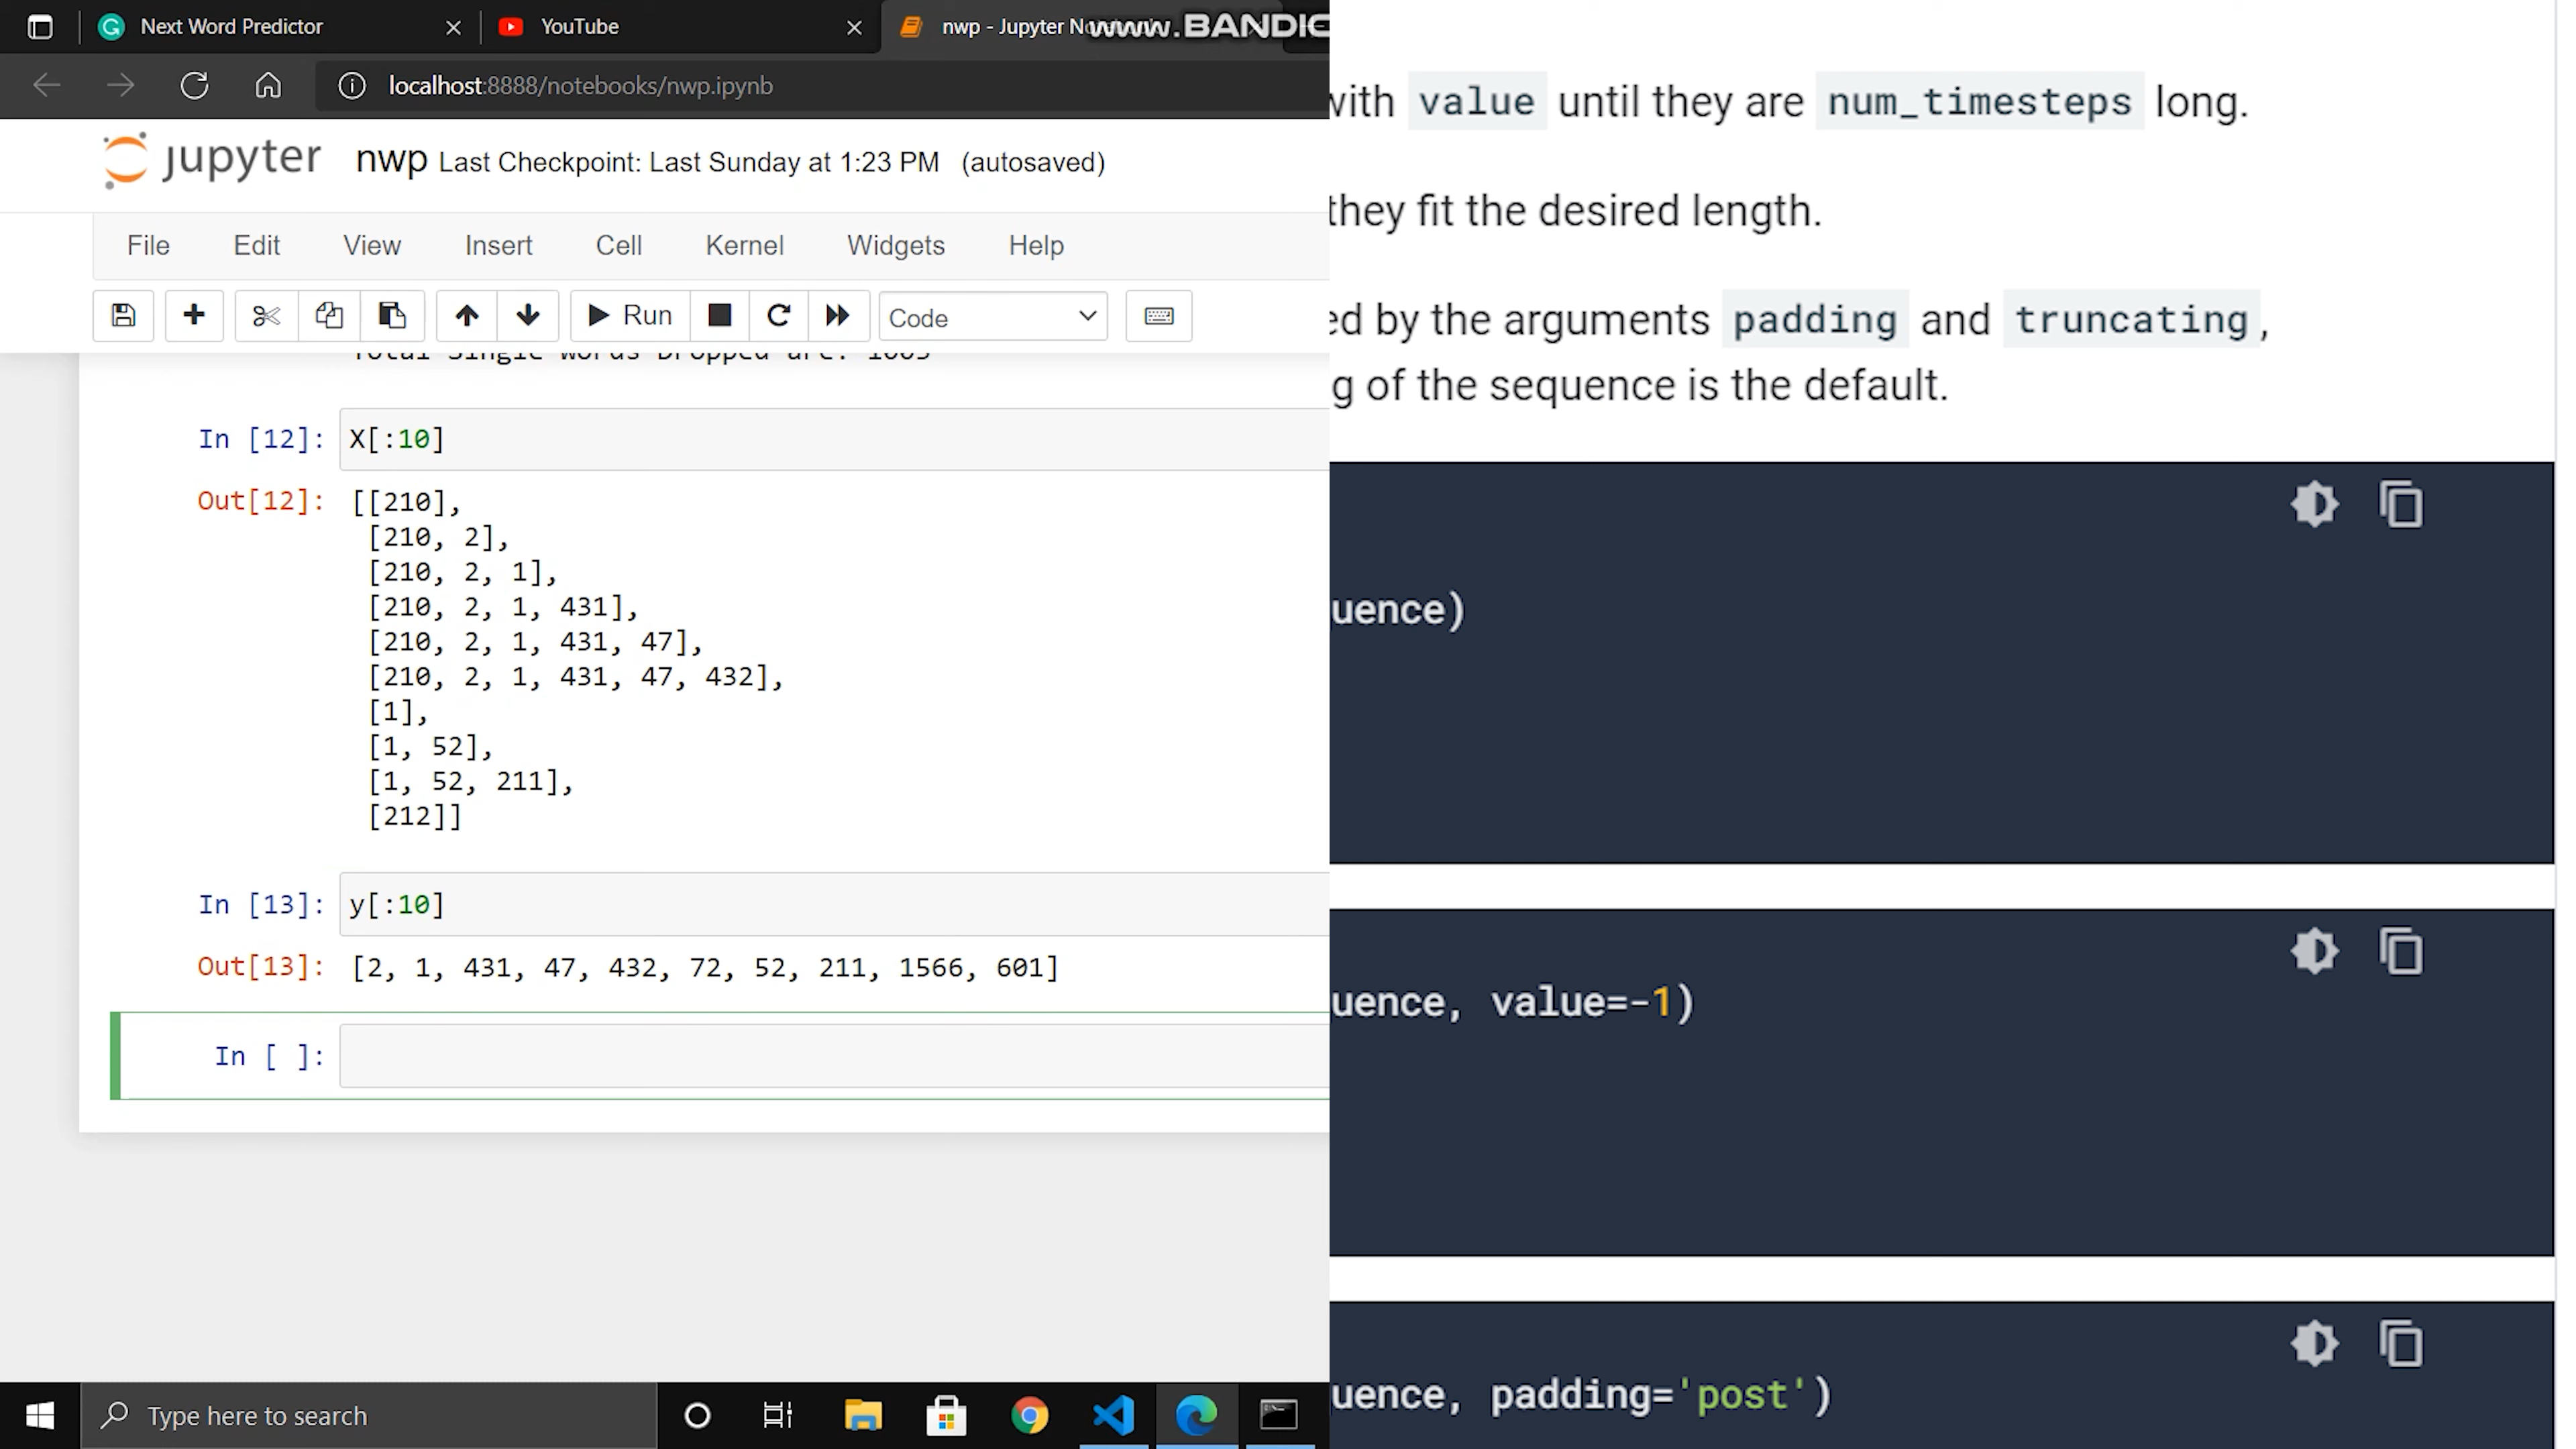 Next Word Predictor
YouTube
nwp - Jupyter
www.BANDIC
localhost:8888/notebooks/nwp.ipynb
jupyter nwp Last Checkpoint: Last Sunday at 1:23 PM (autosaved)
File Edit View Insert Cell Kernel Widgets Help
Run
Code
Total Single words Dropped are:
In [12]: X[:10]
Out[12]: [[210],
[210, 2],
[210, 2, 1],
[210, 2, 1, 431],
[210, 2, 1, 431, 47],
[210, 2, 1, 431, 47, 432],
[1],
[1, 52],
[1, 52, 211],
[212]]
In [13]: y[:10]
Out[13]: [2, 1, 431, 47, 432, 72, 52, 211, 1566, 601]
In [ ]:
Type here to search
with value until they are num_timesteps long.
they fit the desired length.
ed by the arguments padding and truncating,
g of the sequence is the default.
uence)
uence, value=-1)
uence, padding='post')